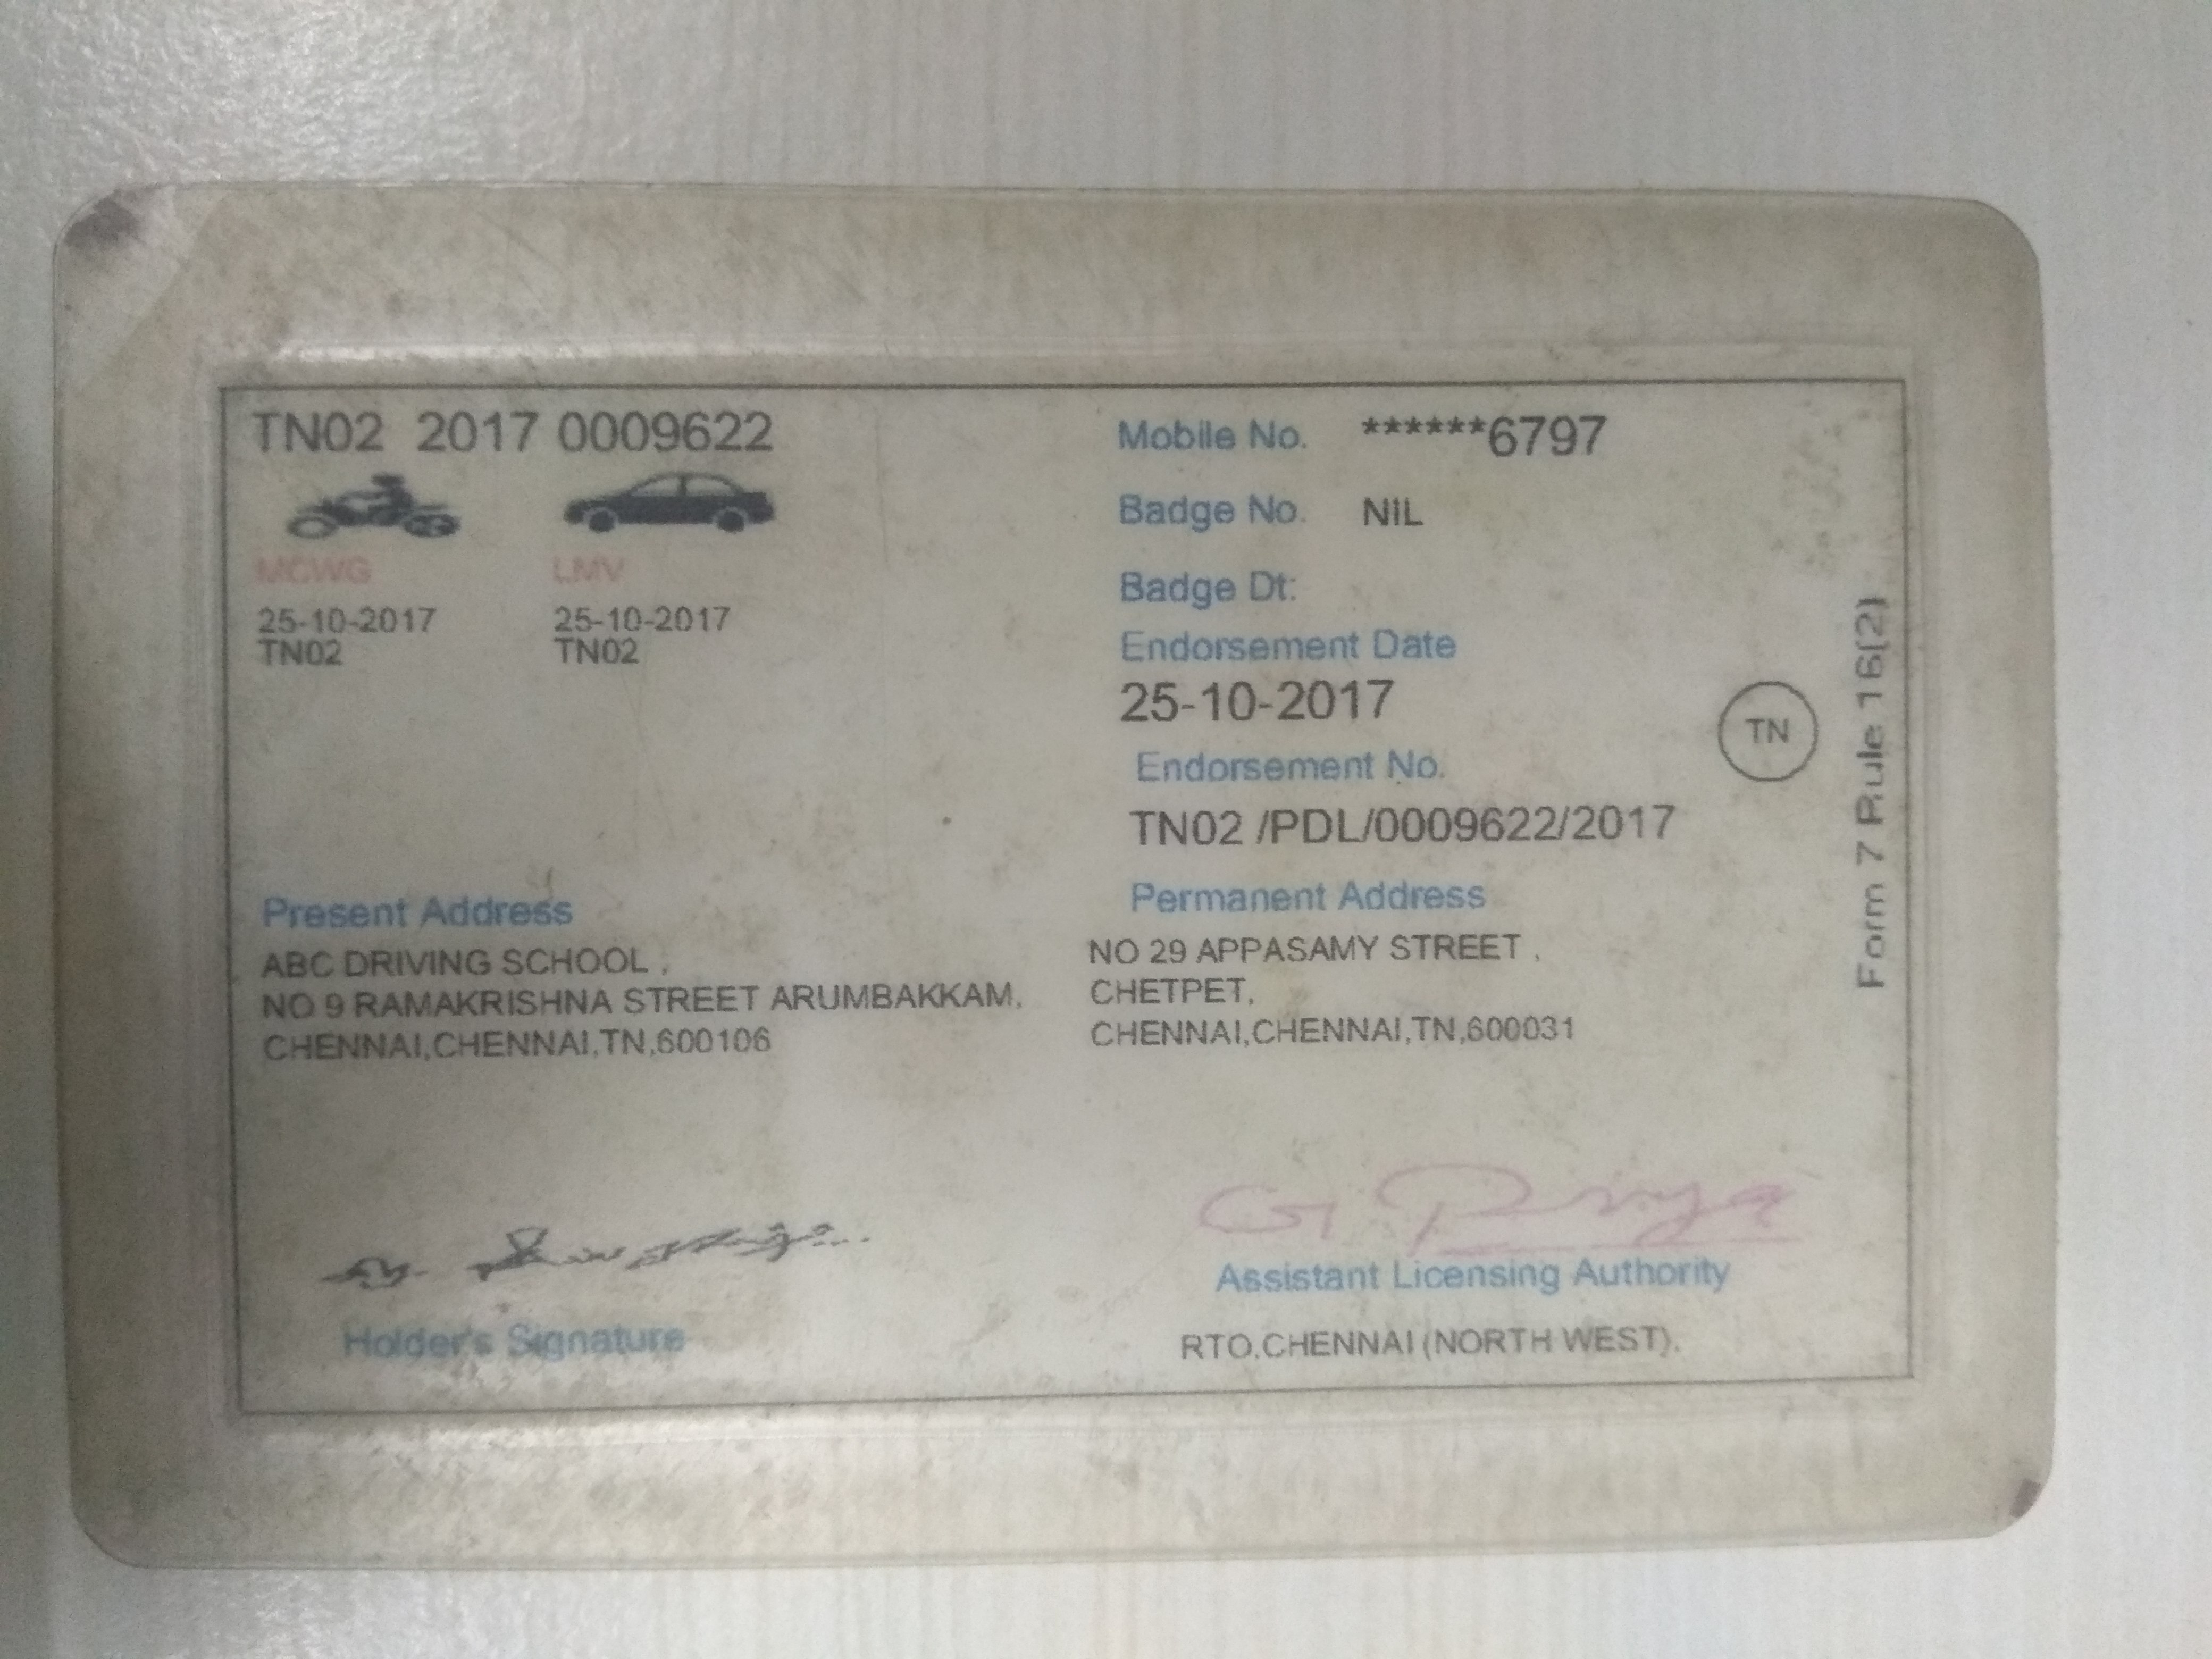 TN02 2017 0009622
MCWG LMV
25-10-2017 25-10-2017
TN02 TN02
Mobile No. ******6797
Badge No. NIL
Badge Dt:
Endorsement Date
25-10-2017
Endorsement No.
TN02 /PDL/0009622/2017
TN
Form 7 Rule 16(2)
Present Address
ABC DRIVING SCHOOL ,
NO 9 RAMAKRISHNA STREET ARUMBAKKAM,
CHENNAI,CHENNAI,TN,600106
Permanent Address
NO 29 APPASAMY STREET ,
CHETPET,
CHENNAI,CHENNAI,TN,600031
Holder's Signature
G Priya
Assistant Licensing Authority
RTO,CHENNAI (NORTH WEST).